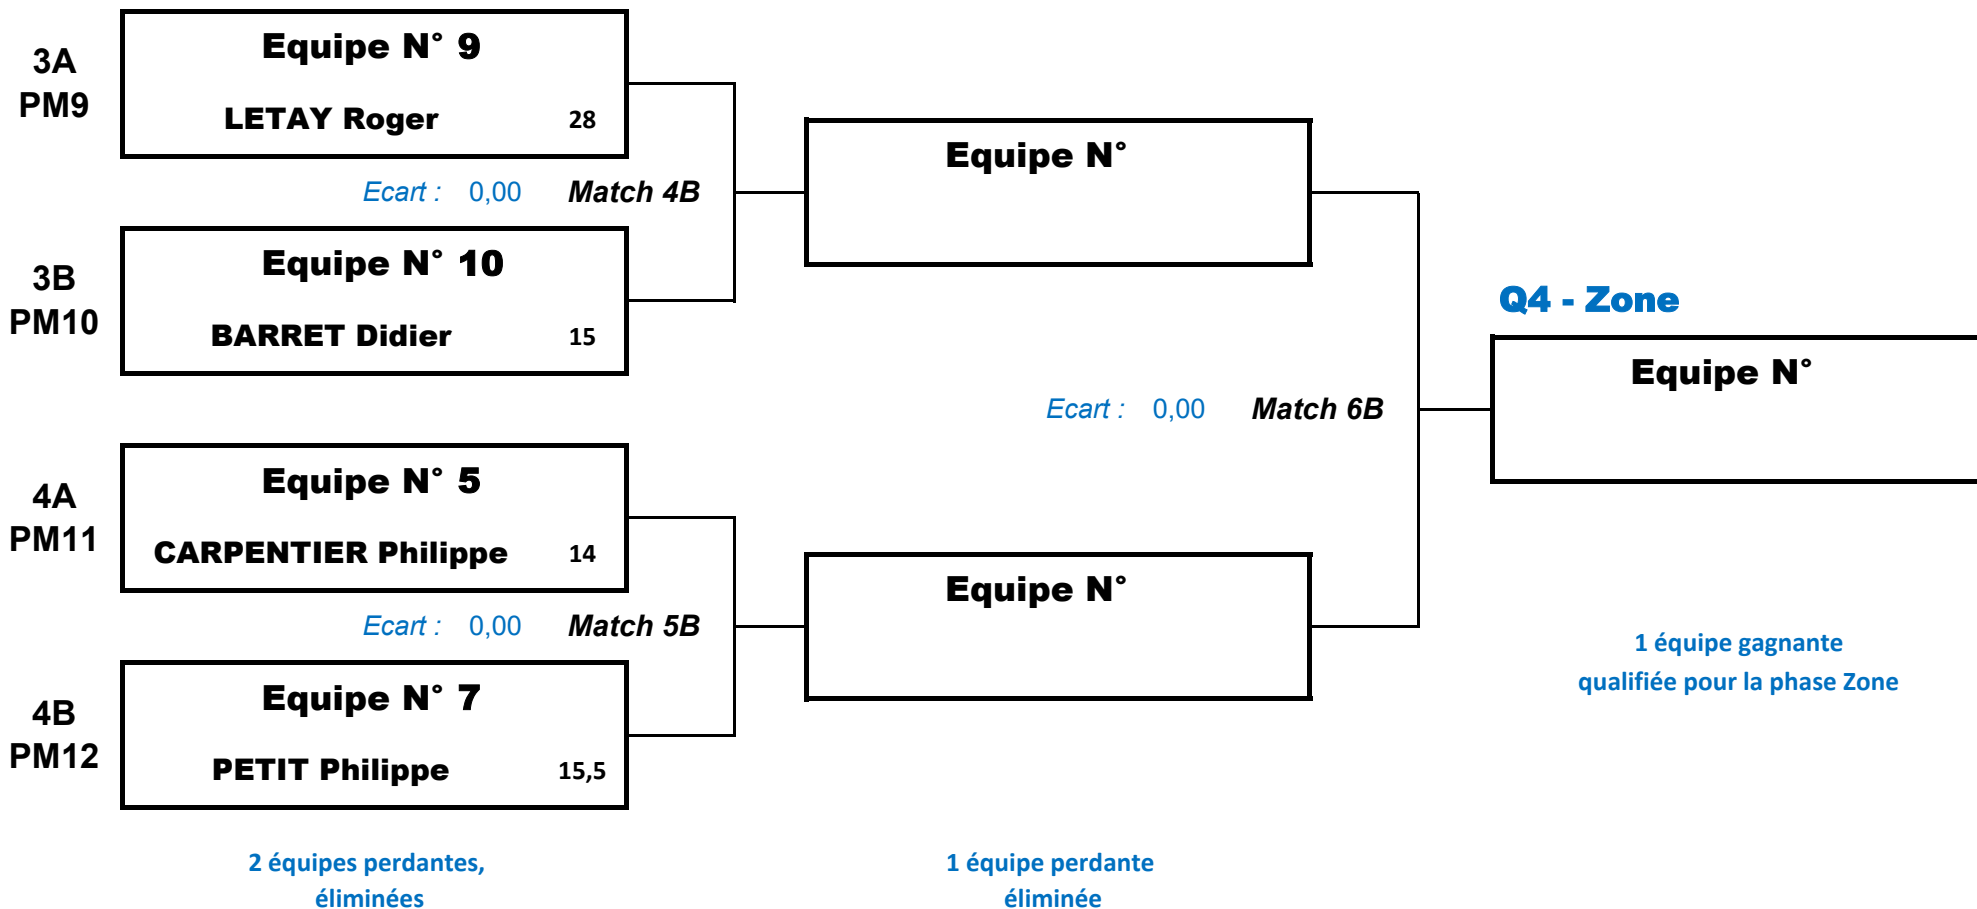 3A
PM9
Equipe N° 9
LETAY Roger 28
Ecart : 0,00 Match 4B
3B
PM10
Equipe N° 10
BARRET Didier 15
4A
PM11
Equipe N° 5
CARPENTIER Philippe 14
Ecart : 0,00 Match 5B
4B
PM12
Equipe N° 7
PETIT Philippe 15,5
2 équipes perdantes,
éliminées
Equipe N°
Ecart : 0,00 Match 6B
Equipe N°
1 équipe perdante
éliminée
Q4 - Zone
Equipe N°
1 équipe gagnante
qualifiée pour la phase Zone